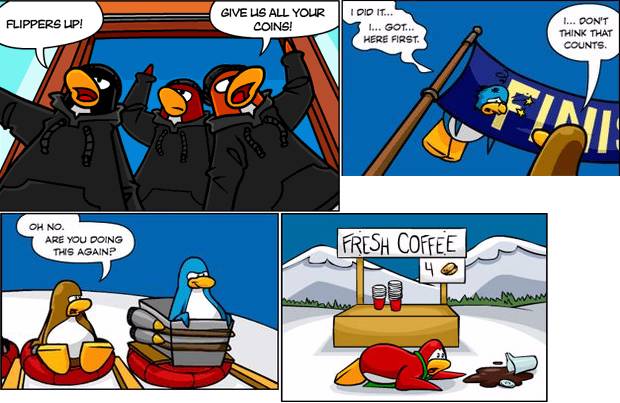 FLIPPERS UP!
GIVE US ALL YOUR
COINS!
I DID IT...
I... GOT...
HERE FIRST.
I... DON'T
THINK THAT
COUNTS.
FINIS
OH NO.
ARE YOU DOING
THIS AGAIN?
FRESH COFFEE
4